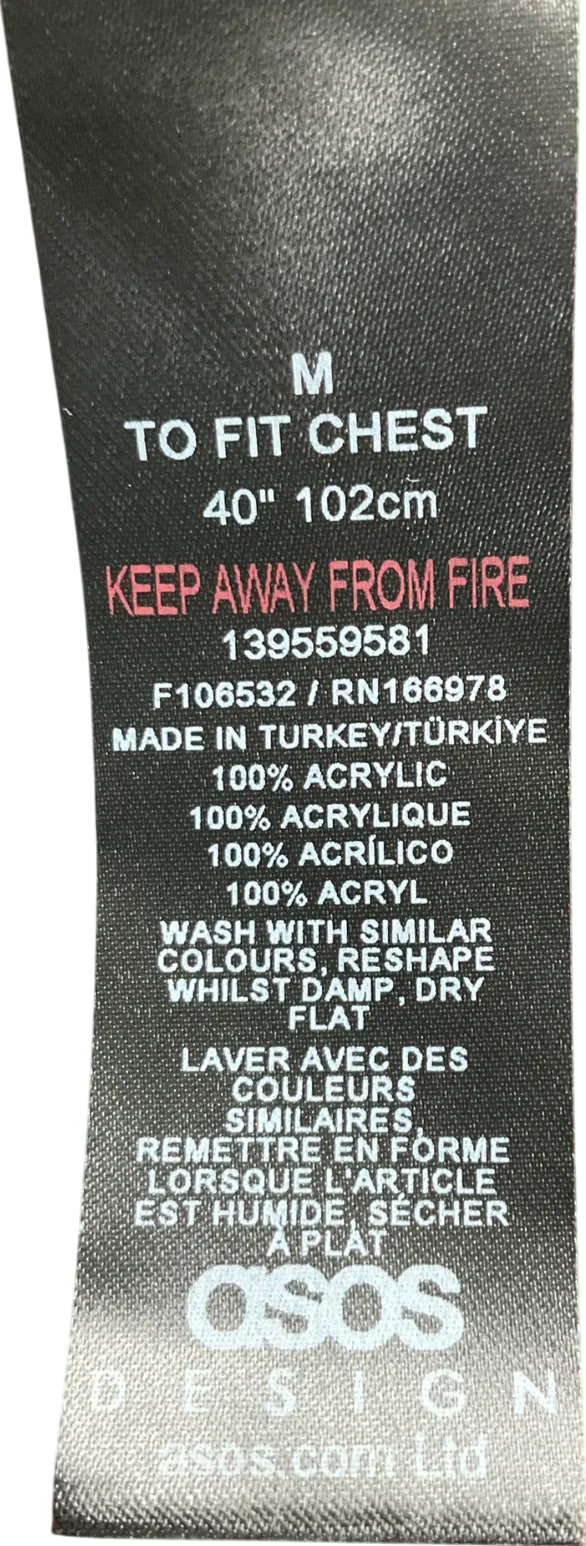 M
TO FIT CHEST
40" 102cm
KEEP AWAY FROM FIRE
139559581
F106532 / RN166978
MADE IN TURKEY/TÜRKİYE
100% ACRYLIC
100% ACRYLIQUE
100% ACRÍLICO
100% ACRYL
WASH WITH SIMILAR
COLOURS, RESHAPE
WHILST DAMP, DRY
FLAT
LAVER AVEC DES
COULEURS
SIMILAIRES,
REMETTRE EN FORME
LORSQUE L'ARTICLE
EST HUMIDE, SÉCHER
À PLAT
asos
DESIGN
asos.com Ltd